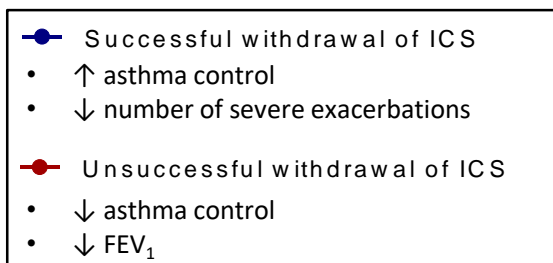 Successful withdrawal of ICS
• ↑ asthma control
• ↓ number of severe exacerbations
Unsuccessful withdrawal of ICS
• ↓ asthma control
• ↓ FEV₁